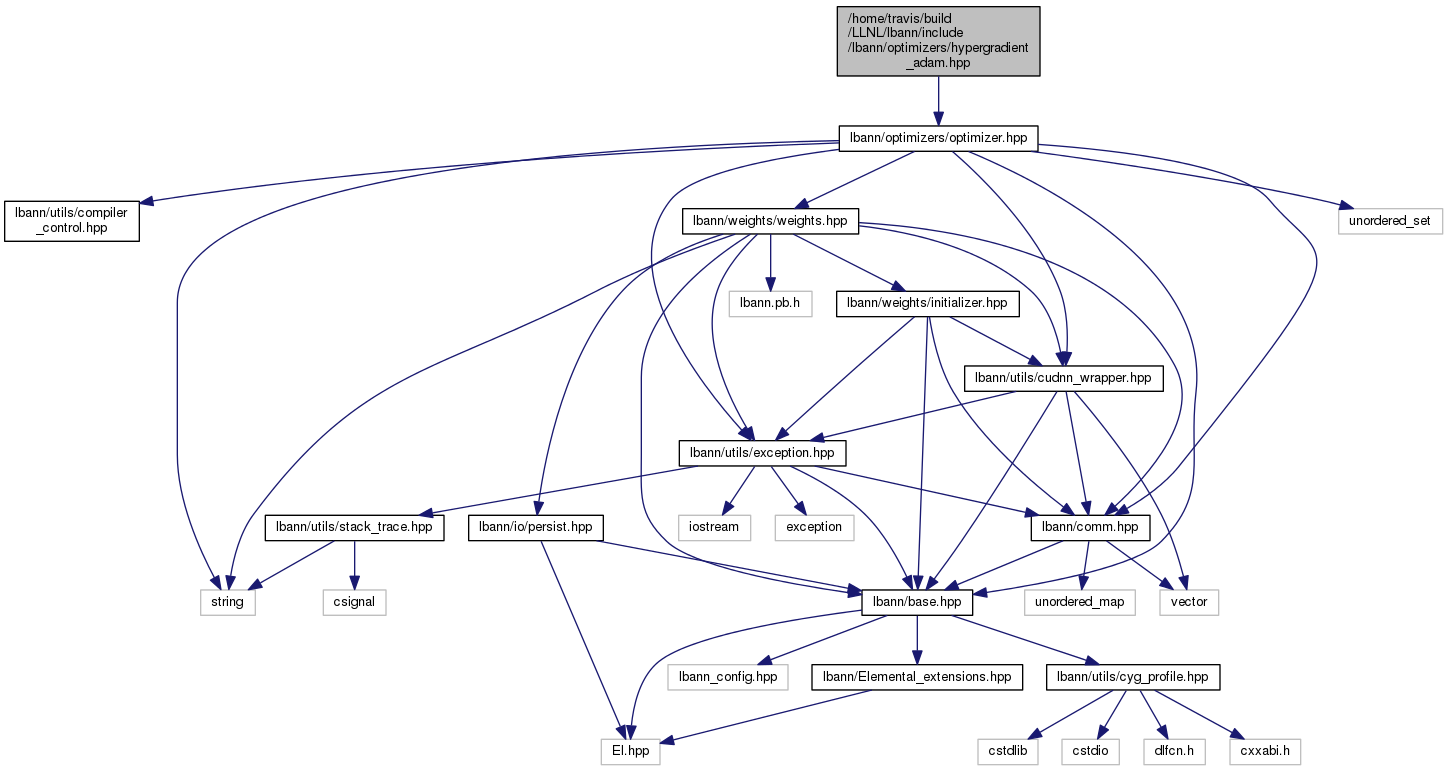 /home/travis/build
/LLNL/lbann/include
/lbann/optimizers/hypergradient
_adam.hpp
lbann/optimizers/optimizer.hpp
lbann/utils/compiler
_control.hpp
lbann/weights/weights.hpp
unordered_set
lbann.pb.h
lbann/weights/initializer.hpp
lbann/utils/cudnn_wrapper.hpp
lbann/utils/exception.hpp
lbann/utils/stack_trace.hpp
lbann/io/persist.hpp
iostream
exception
lbann/comm.hpp
string
csignal
lbann/base.hpp
unordered_map
vector
lbann_config.hpp
lbann/Elemental_extensions.hpp
lbann/utils/cyg_profile.hpp
El.hpp
cstdlib
cstdio
dlfcn.h
cxxabi.h